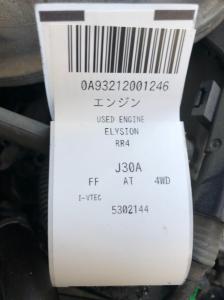 0A93212001246
エンジン
USED ENGINE
ELYSION
RR4
J30A
FF AT 4WD
I-VTEC
5302144